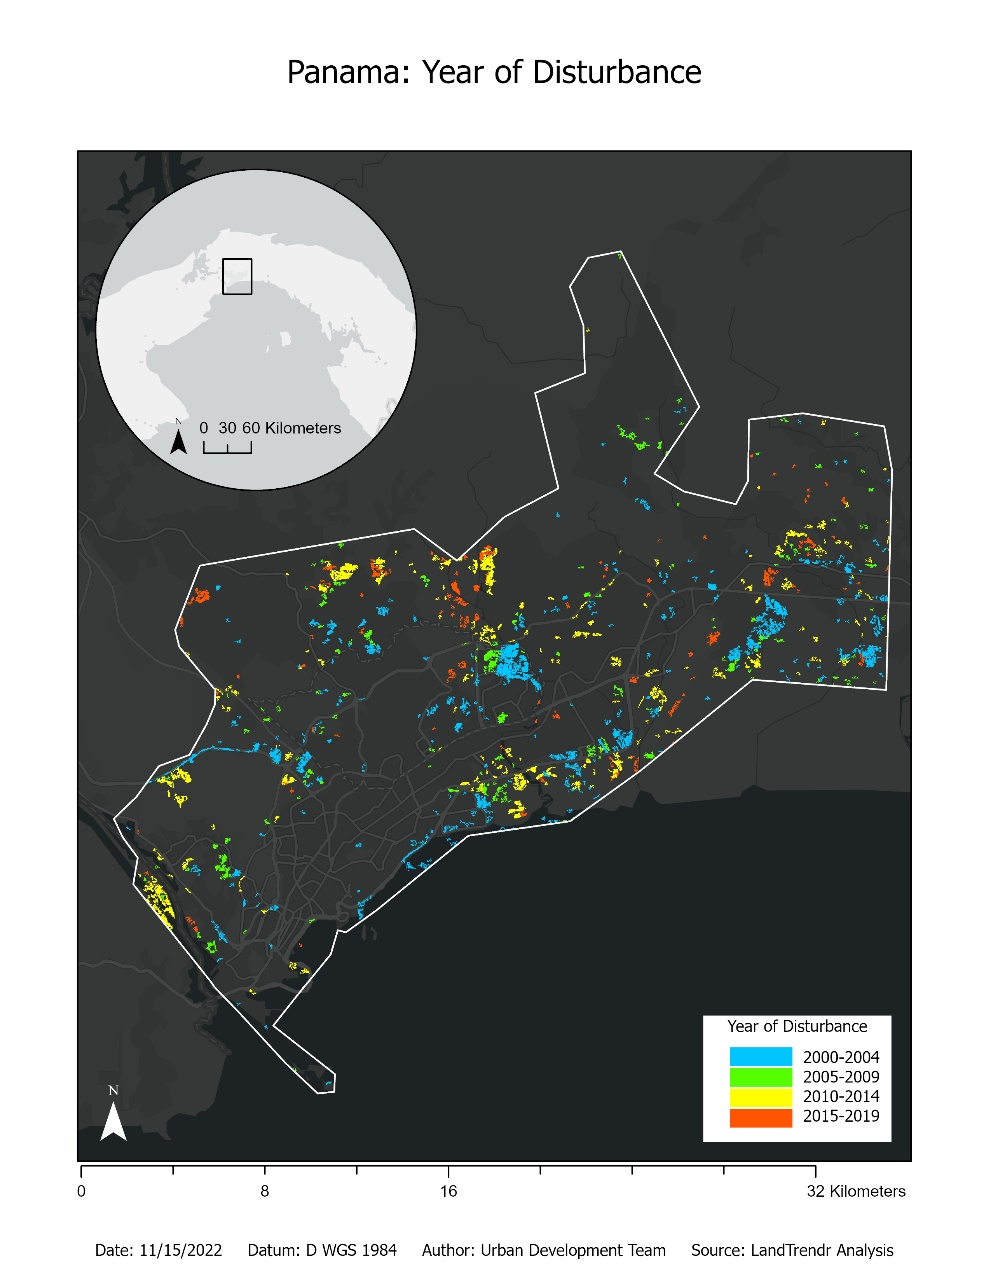 Panama: Year of Disturbance
N
0 30 60 Kilometers
Year of Disturbance
2000-2004
2005-2009
2010-2014
2015-2019
N
0 8 16 32 Kilometers
Date: 11/15/2022 Datum: D WGS 1984 Author: Urban Development Team Source: LandTrendr Analysis